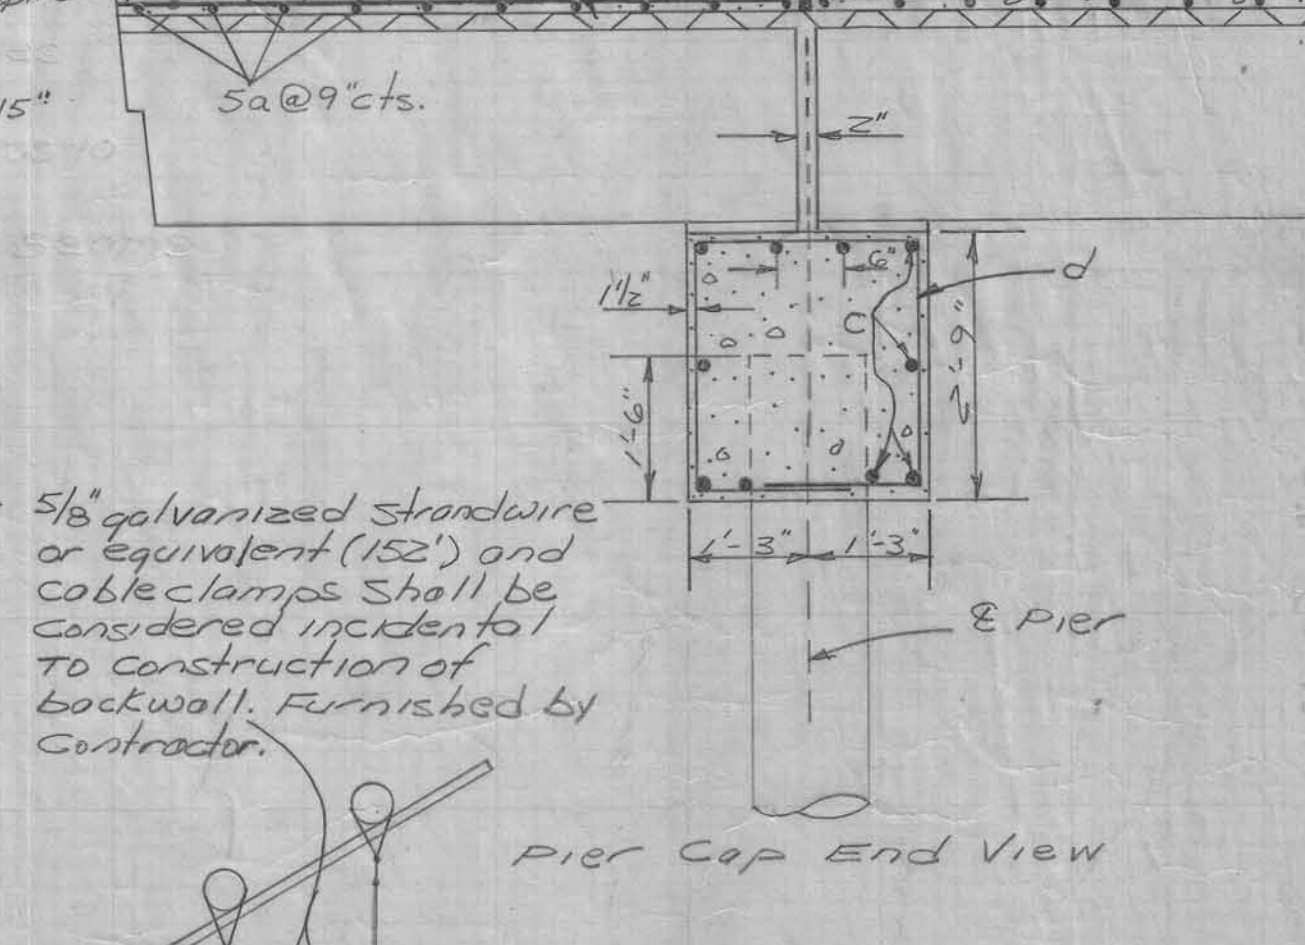 5a@9"cts.
15"
2"
6"
d
1½"
C
2'-9"
1'-6"
5/8" galvanized strandwire
or equivalent (152') and
cable clamps shall be
considered incidental
To construction of
backwall. Furnished by
Contractor.
1'-3" 1'-3"
℄ Pier
Pier Cap End View